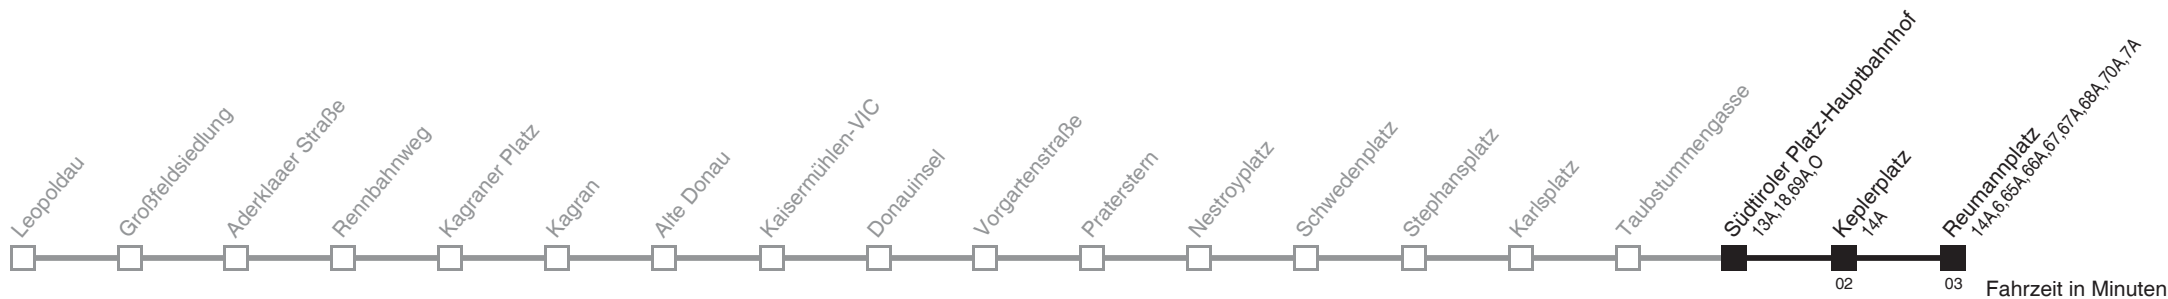 Leopoldau
Großfeldsiedlung
Aderklaaer Straße
Rennbahnweg
Kagraner Platz
Kagran
Alte Donau
Kaisermühlen-VIC
Donauinsel
Vorgartenstraße
Praterstern
Nestroyplatz
Schwedenplatz
Stephansplatz
Karlsplatz
Taubstummengasse
Südtiroler Platz-Hauptbahnhof
13A,18,69A,O
Keplerplatz
14A
Reumannplatz
14A,6,65A,66A,67,67A,68A,70A,7A
02
03
Fahrzeit in Minuten